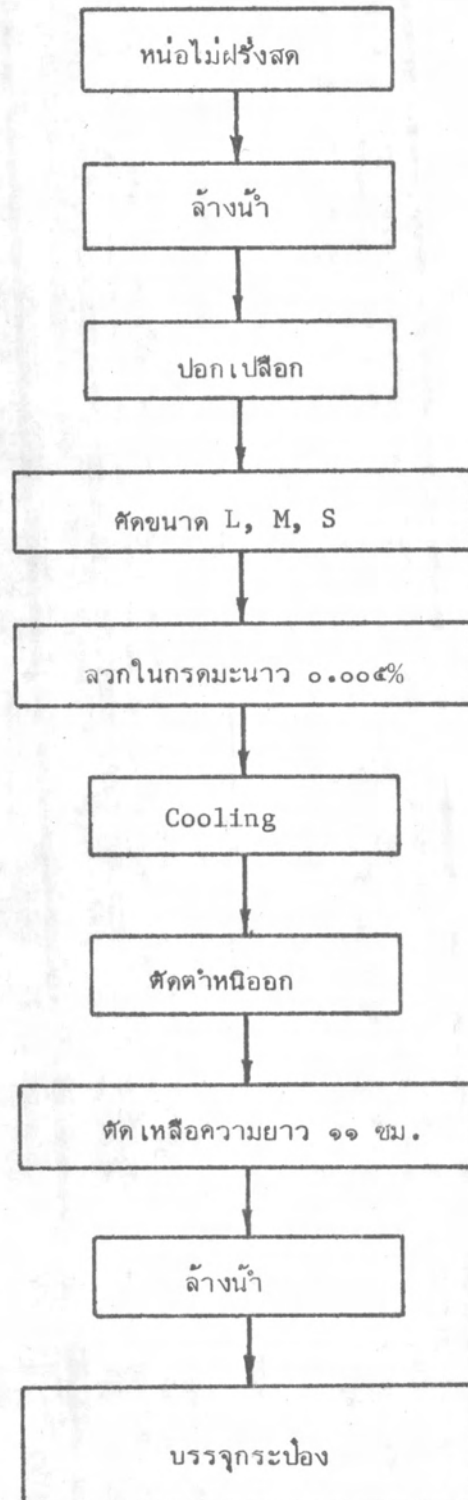 หน่อไม้ฝรั่งสด
ล้างน้ำ
ปอกเปลือก
คัดขนาด L, M, S
ลวกในกรดมะนาว ๐.๐๐๕%
Cooling
ตัดตำหนิออก
ตัดเหลือความยาว ๑๑ ซม.
ล้างน้ำ
บรรจุกระป๋อง